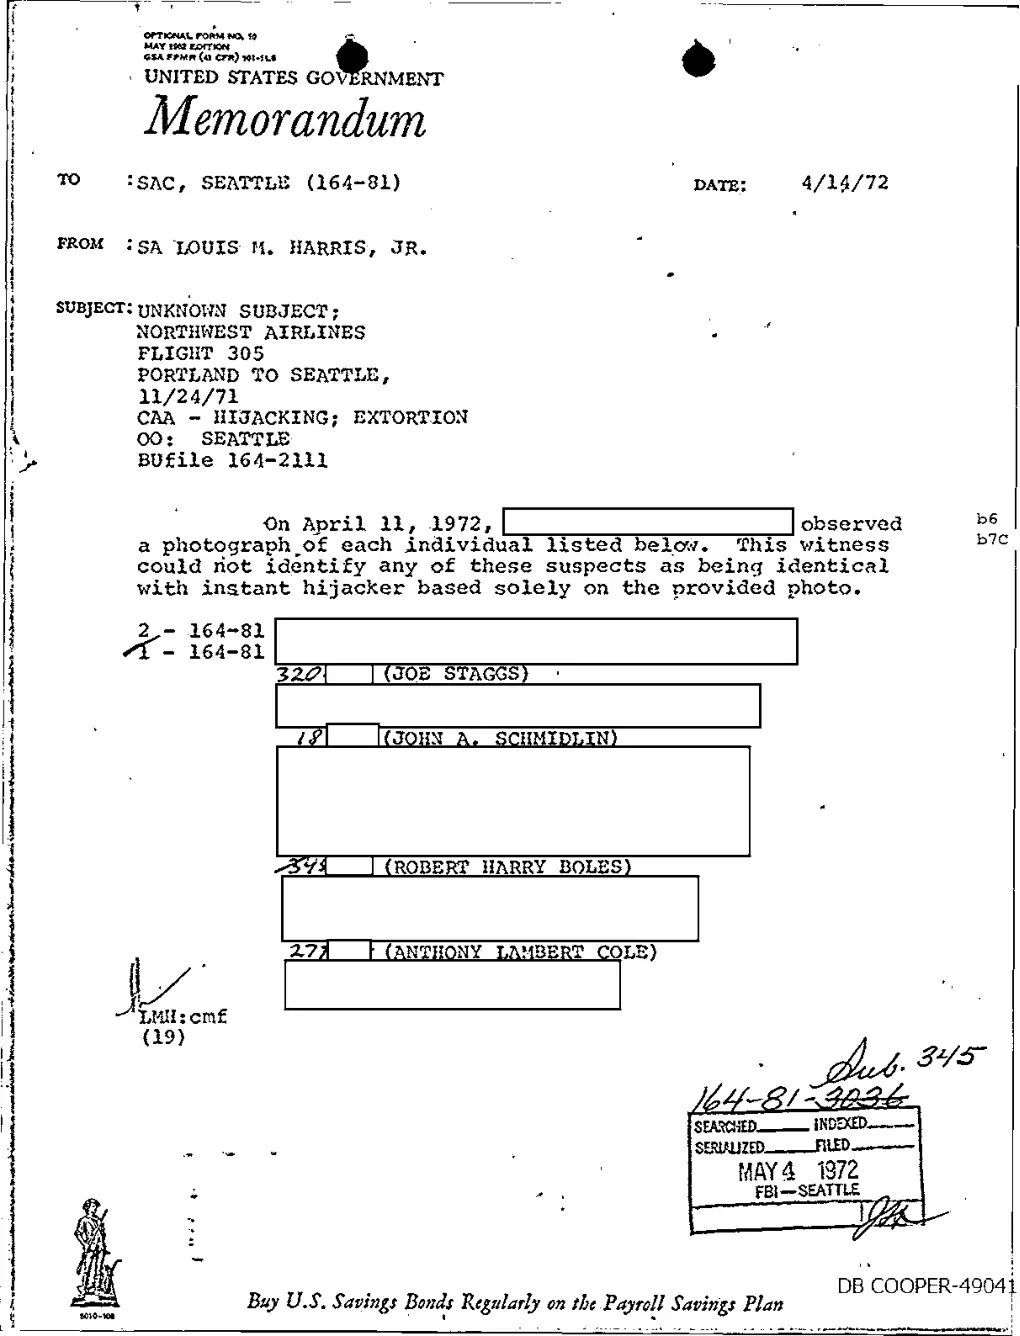 OPTIONAL FORM NO. 10
MAY 1962 EDITION
GSA FPMR (41 CFR) 101-11.6
UNITED STATES GOVERNMENT
Memorandum
TO : SAC, SEATTLE (164-81) DATE: 4/14/72
FROM : SA LOUIS M. HARRIS, JR.
SUBJECT: UNKNOWN SUBJECT;
NORTHWEST AIRLINES
FLIGHT 305
PORTLAND TO SEATTLE,
11/24/71
CAA - HIJACKING; EXTORTION
OO: SEATTLE
BUfile 164-2111
On April 11, 1972, observed b6
a photograph of each individual listed below. This witness b7C
could not identify any of these suspects as being identical
with instant hijacker based solely on the provided photo.
2 - 164-81
1 - 164-81
320 (JOE STAGGS)
18 (JOHN A. SCHMIDLIN)
(ROBERT HARRY BOLES)
277 (ANTHONY LAMBERT COLE)
LMH:cmf
(19)
Sub. 345
164-81-3036
SEARCHED INDEXED
SERIALIZED FILED
MAY 4 1972
FBI—SEATTLE
5010-108
Buy U.S. Savings Bonds Regularly on the Payroll Savings Plan
DB COOPER-49041